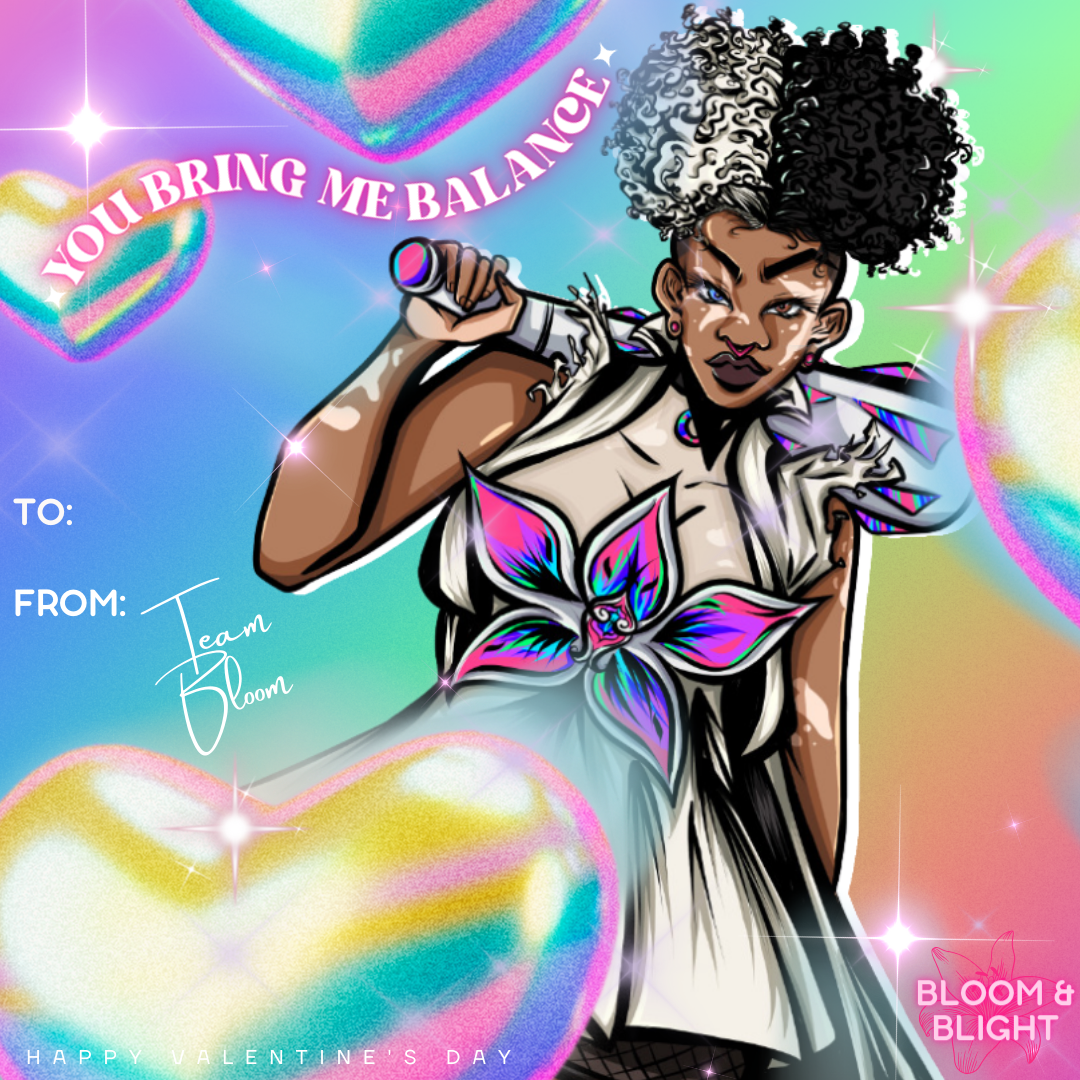 YOU BRING ME BALANCE
TO:
FROM: Team
Bloom
BLOOM &
BLIGHT
HAPPY VALENTINE'S DAY